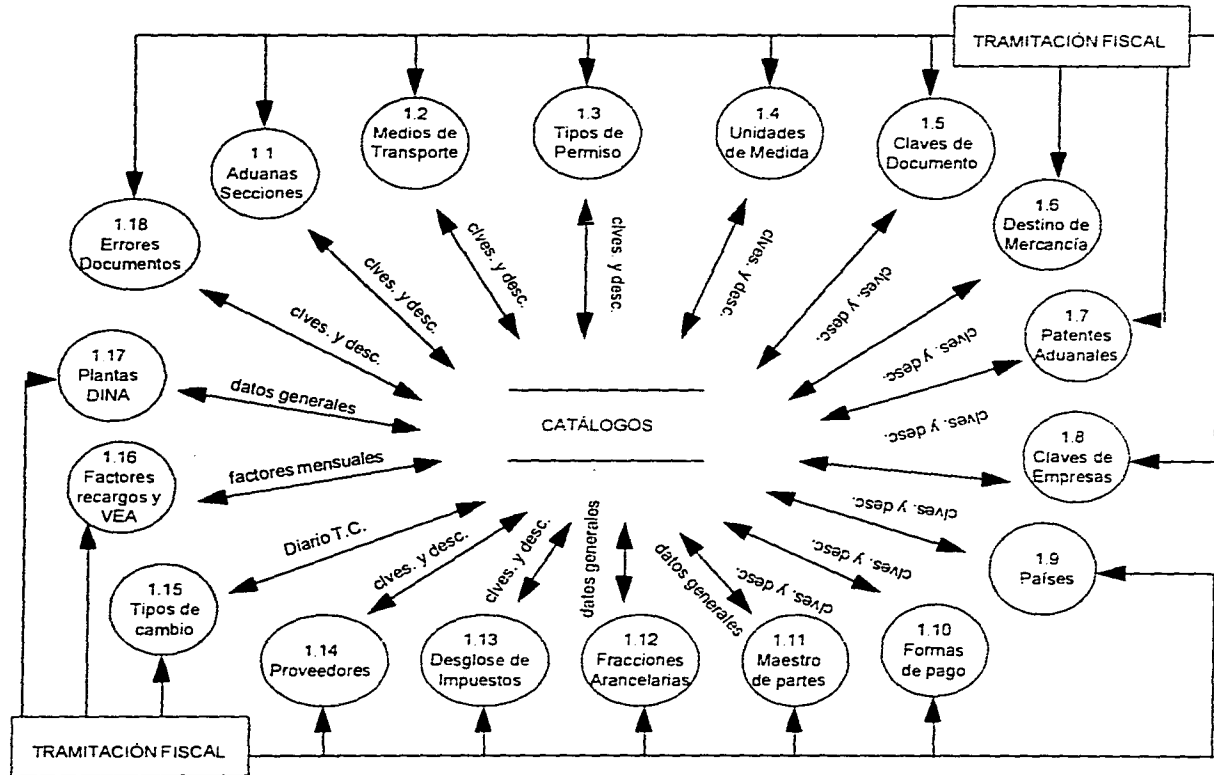 TRAMITACIÓN FISCAL
1.1
Aduanas
Secciones
1.2
Medios de
Transporte
1.3
Tipos de
Permiso
1.4
Unidades
de Medida
1.5
Claves de
Documento
1.6
Destino de
Mercancía
1.7
Patentes
Aduanales
1.8
Claves de
Empresas
1.9
Países
1.10
Formas
de pago
1.11
Maestro
de partes
1.12
Fracciones
Arancelarias
1.13
Desglose de
Impuestos
1.14
Proveedores
1.15
Tipos de
cambio
1.16
Factores
recargos y
VEA
1.17
Plantas
DINA
1.18
Errores
Documentos
clves. y desc.
clves. y desc.
clves. y desc.
clves. y desc.
clves. y desc.
clves. y desc.
clves. y desc.
clves. y desc.
clves. y desc.
clves. y desc.
clves. y desc.
datos generales
datos generalos
clves. y desc.
clves. y desc.
Diario T.C.
factores mensuales
datos generales
CATÁLOGOS
TRAMITACIÓN FISCAL